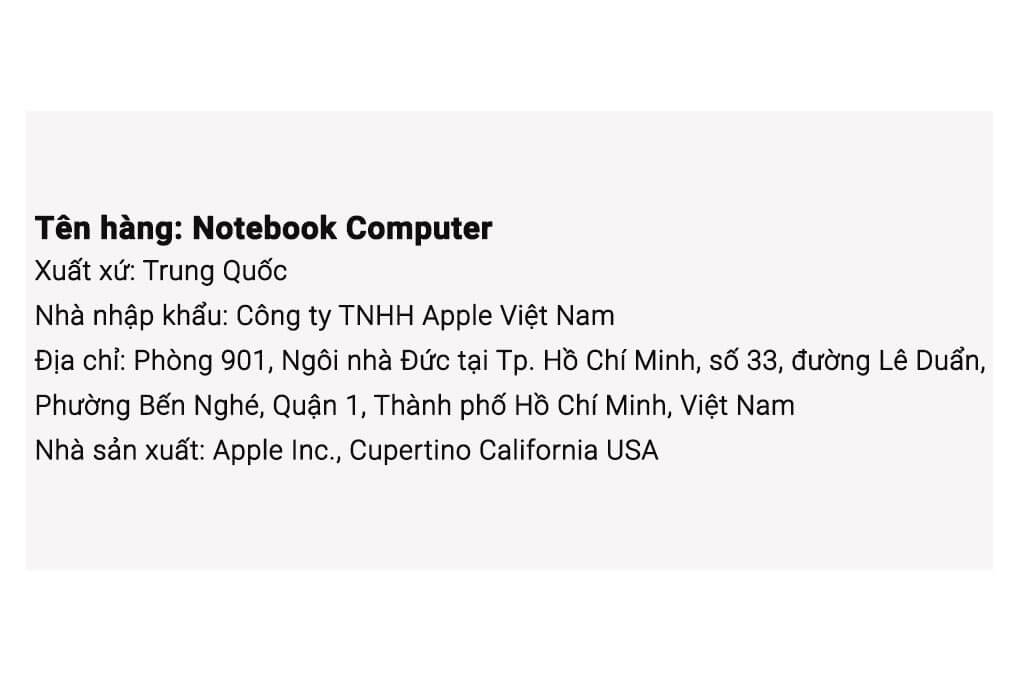 Tên hàng: Notebook Computer
Xuất xứ: Trung Quốc
Nhà nhập khẩu: Công ty TNHH Apple Việt Nam
Địa chỉ: Phòng 901, Ngôi nhà Đức tại Tp. Hồ Chí Minh, số 33, đường Lê Duẩn,
Phường Bến Nghé, Quận 1, Thành phố Hồ Chí Minh, Việt Nam
Nhà sản xuất: Apple Inc., Cupertino California USA